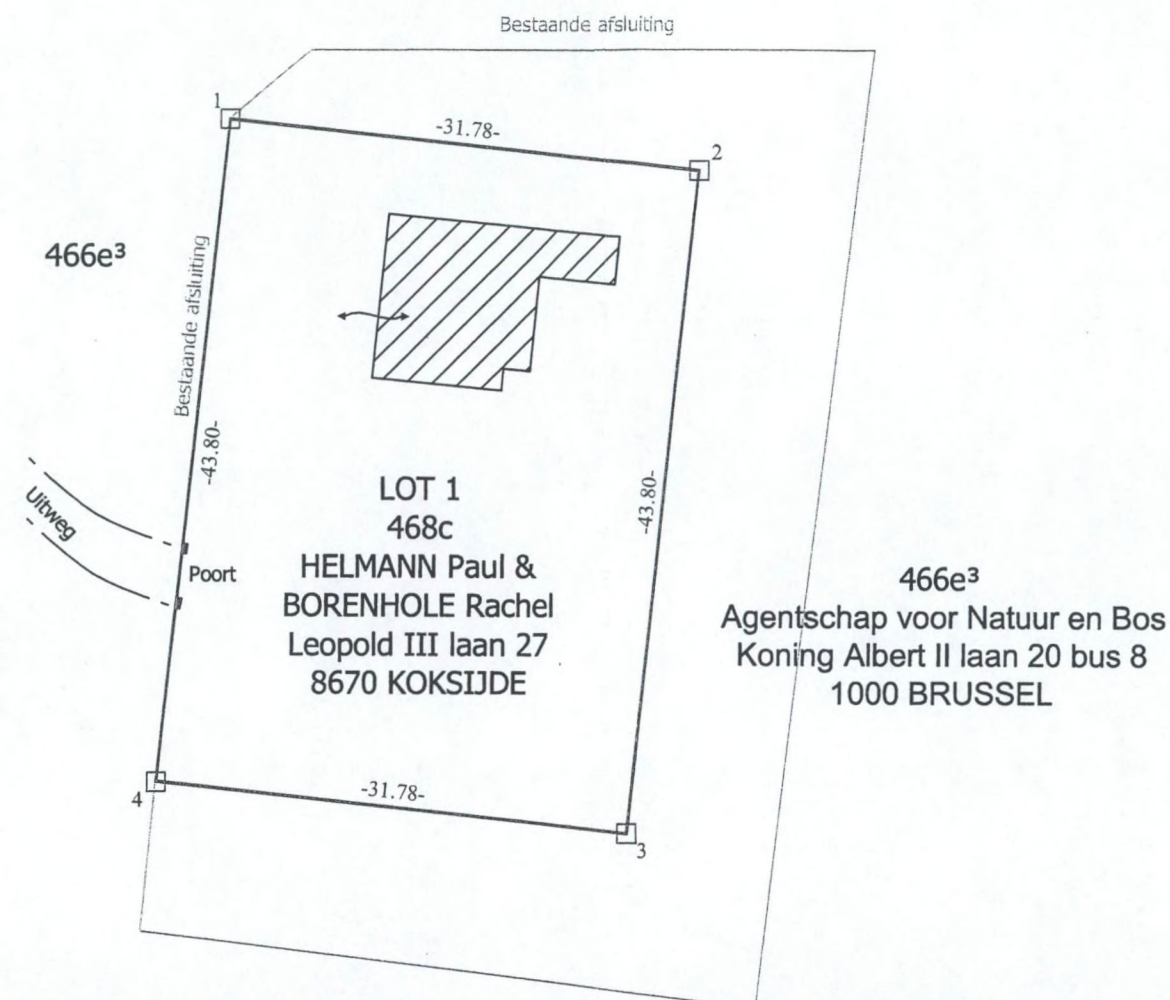 Bestaande afsluiting
1
-31.78-
2
466e³
Bestaande afsluiting
-43.80-
-43.80-
Uitweg
Poort
LOT 1
468c
HELMANN Paul &
BORENHOLE Rachel
Leopold III laan 27
8670 KOKSIJDE
466e³
Agentschap voor Natuur en Bos
Koning Albert II laan 20 bus 8
1000 BRUSSEL
4
-31.78-
3